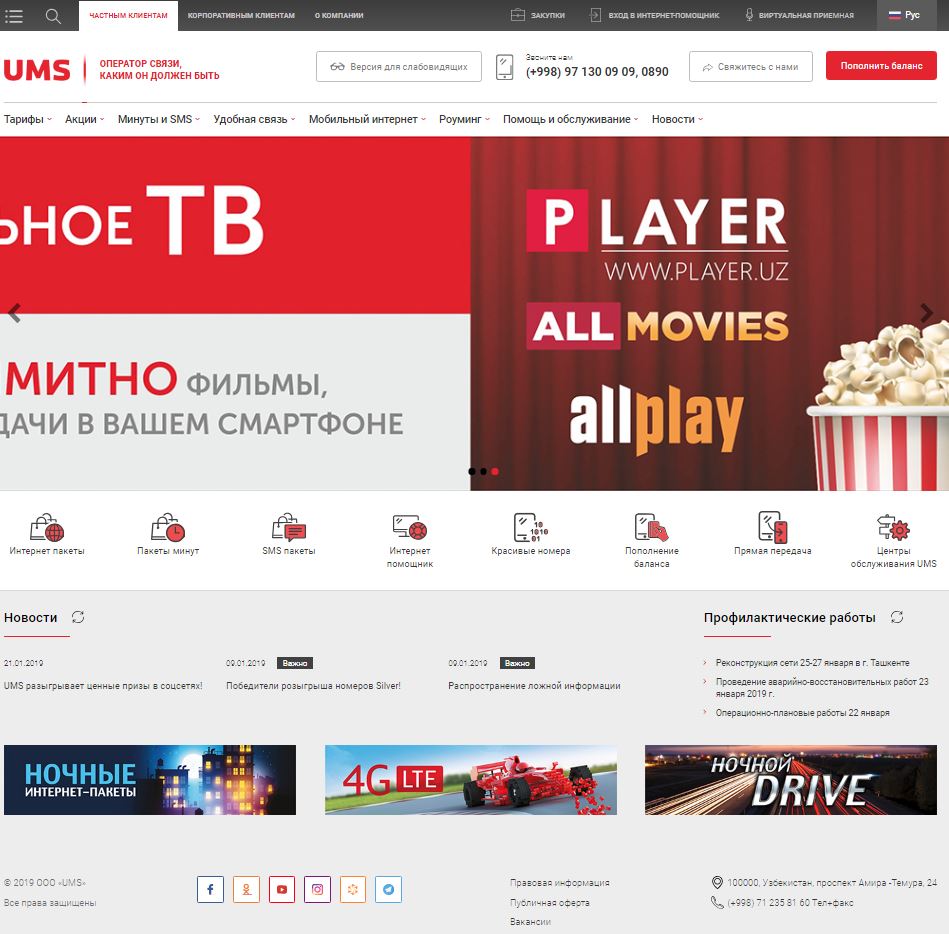 ЧАСТНЫМ КЛИЕНТАМ КОРПОРАТИВНЫМ КЛИЕНТАМ О КОМПАНИИ ЗАКУПКИ ВХОД В ИНТЕРНЕТ-ПОМОЩНИК ВИРТУАЛЬНАЯ ПРИЕМНАЯ Рус
UMS
ОПЕРАТОР СВЯЗИ,
КАКИМ ОН ДОЛЖЕН БЫТЬ
Версия для слабовидящих
Звоните нам
(+998) 97 130 09 09, 0890
Свяжитесь с нами
Пополнить баланс
Тарифы Акции Минуты и SMS Удобная связь Мобильный интернет Роуминг Помощь и обслуживание Новости
ЬНОЕ ТВ
МИТНО ФИЛЬМЫ,
ДАЧИ В ВАШЕМ СМАРТФОНЕ
PLAYER
WWW.PLAYER.UZ
ALL MOVIES
allplay
Интернет пакеты
Пакеты минут
SMS пакеты
Интернет
помощник
10
1010
01
Красивые номера
Пополнение
баланса
Прямая передача
Центры
обслуживания UMS
Новости
21.01.2019
UMS разыгрывает ценные призы в соцсетях!
09.01.2019 Важно
Победители розыгрыша номеров Silver!
09.01.2019 Важно
Распространение ложной информации
Профилактические работы
Реконструкция сети 25-27 января в г. Ташкенте
Проведение аварийно-восстановительных работ 23
января 2019 г.
Операционно-плановые работы 22 января
НОЧНЫЕ
ИНТЕРНЕТ-ПАКЕТЫ
4G LTE
НОЧНОЙ
DRIVE
© 2019 ООО «UMS»
Все права защищены
Правовая информация
Публичная оферта
Вакансии
100000, Узбекистан, проспект Амира -Темура, 24
(+998) 71 235 81 60 Тел+факс